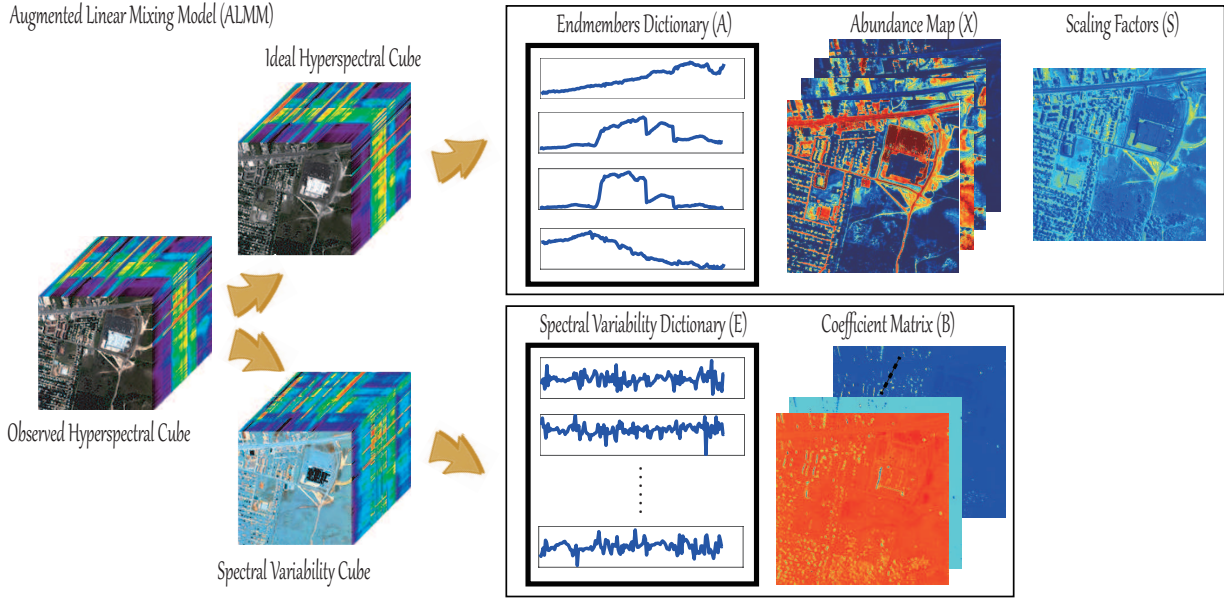 Augmented Linear Mixing Model (ALMM)
Ideal Hyperspectral Cube
Observed Hyperspectral Cube
Spectral Variability Cube
Endmembers Dictionary (A)
Abundance Map (X)
Scaling Factors (S)
Spectral Variability Dictionary (E)
Coefficient Matrix (B)